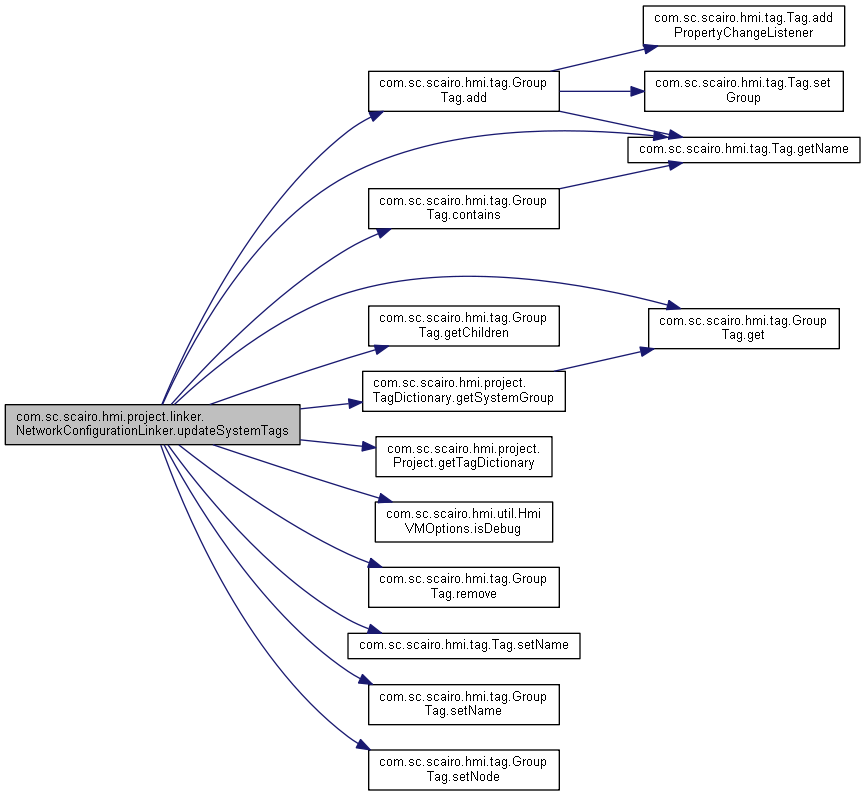 com.sc.scairo.hmi.tag.Tag.add
PropertyChangeListener
com.sc.scairo.hmi.tag.Group
Tag.add
com.sc.scairo.hmi.tag.Tag.set
Group
com.sc.scairo.hmi.tag.Tag.getName
com.sc.scairo.hmi.tag.Group
Tag.contains
com.sc.scairo.hmi.tag.Group
Tag.getChildren
com.sc.scairo.hmi.tag.Group
Tag.get
com.sc.scairo.hmi.project.
TagDictionary.getSystemGroup
com.sc.scairo.hmi.project.linker.
NetworkConfigurationLinker.updateSystemTags
com.sc.scairo.hmi.project.
Project.getTagDictionary
com.sc.scairo.hmi.util.Hmi
VMOptions.isDebug
com.sc.scairo.hmi.tag.Group
Tag.remove
com.sc.scairo.hmi.tag.Tag.setName
com.sc.scairo.hmi.tag.Group
Tag.setName
com.sc.scairo.hmi.tag.Group
Tag.setNode